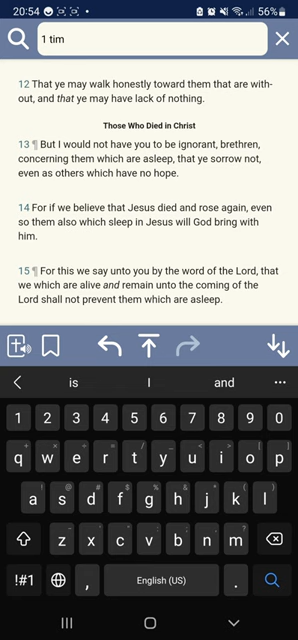 20:54 56%
1 tim
12 That ye may walk honestly toward them that are with-
out, and that ye may have lack of nothing.
Those Who Died in Christ
13 ¶ But I would not have you to be ignorant, brethren,
concerning them which are asleep, that ye sorrow not,
even as others which have no hope.
14 For if we believe that Jesus died and rose again, even
so them also which sleep in Jesus will God bring with
him.
15 ¶ For this we say unto you by the word of the Lord, that
we which are alive and remain unto the coming of the
Lord shall not prevent them which are asleep.
is I and
1 2 3 4 5 6 7 8 9 0
q w e r t y u i o p
a s d f g h j k l
z x c v b n m
!#1 , English (US) .